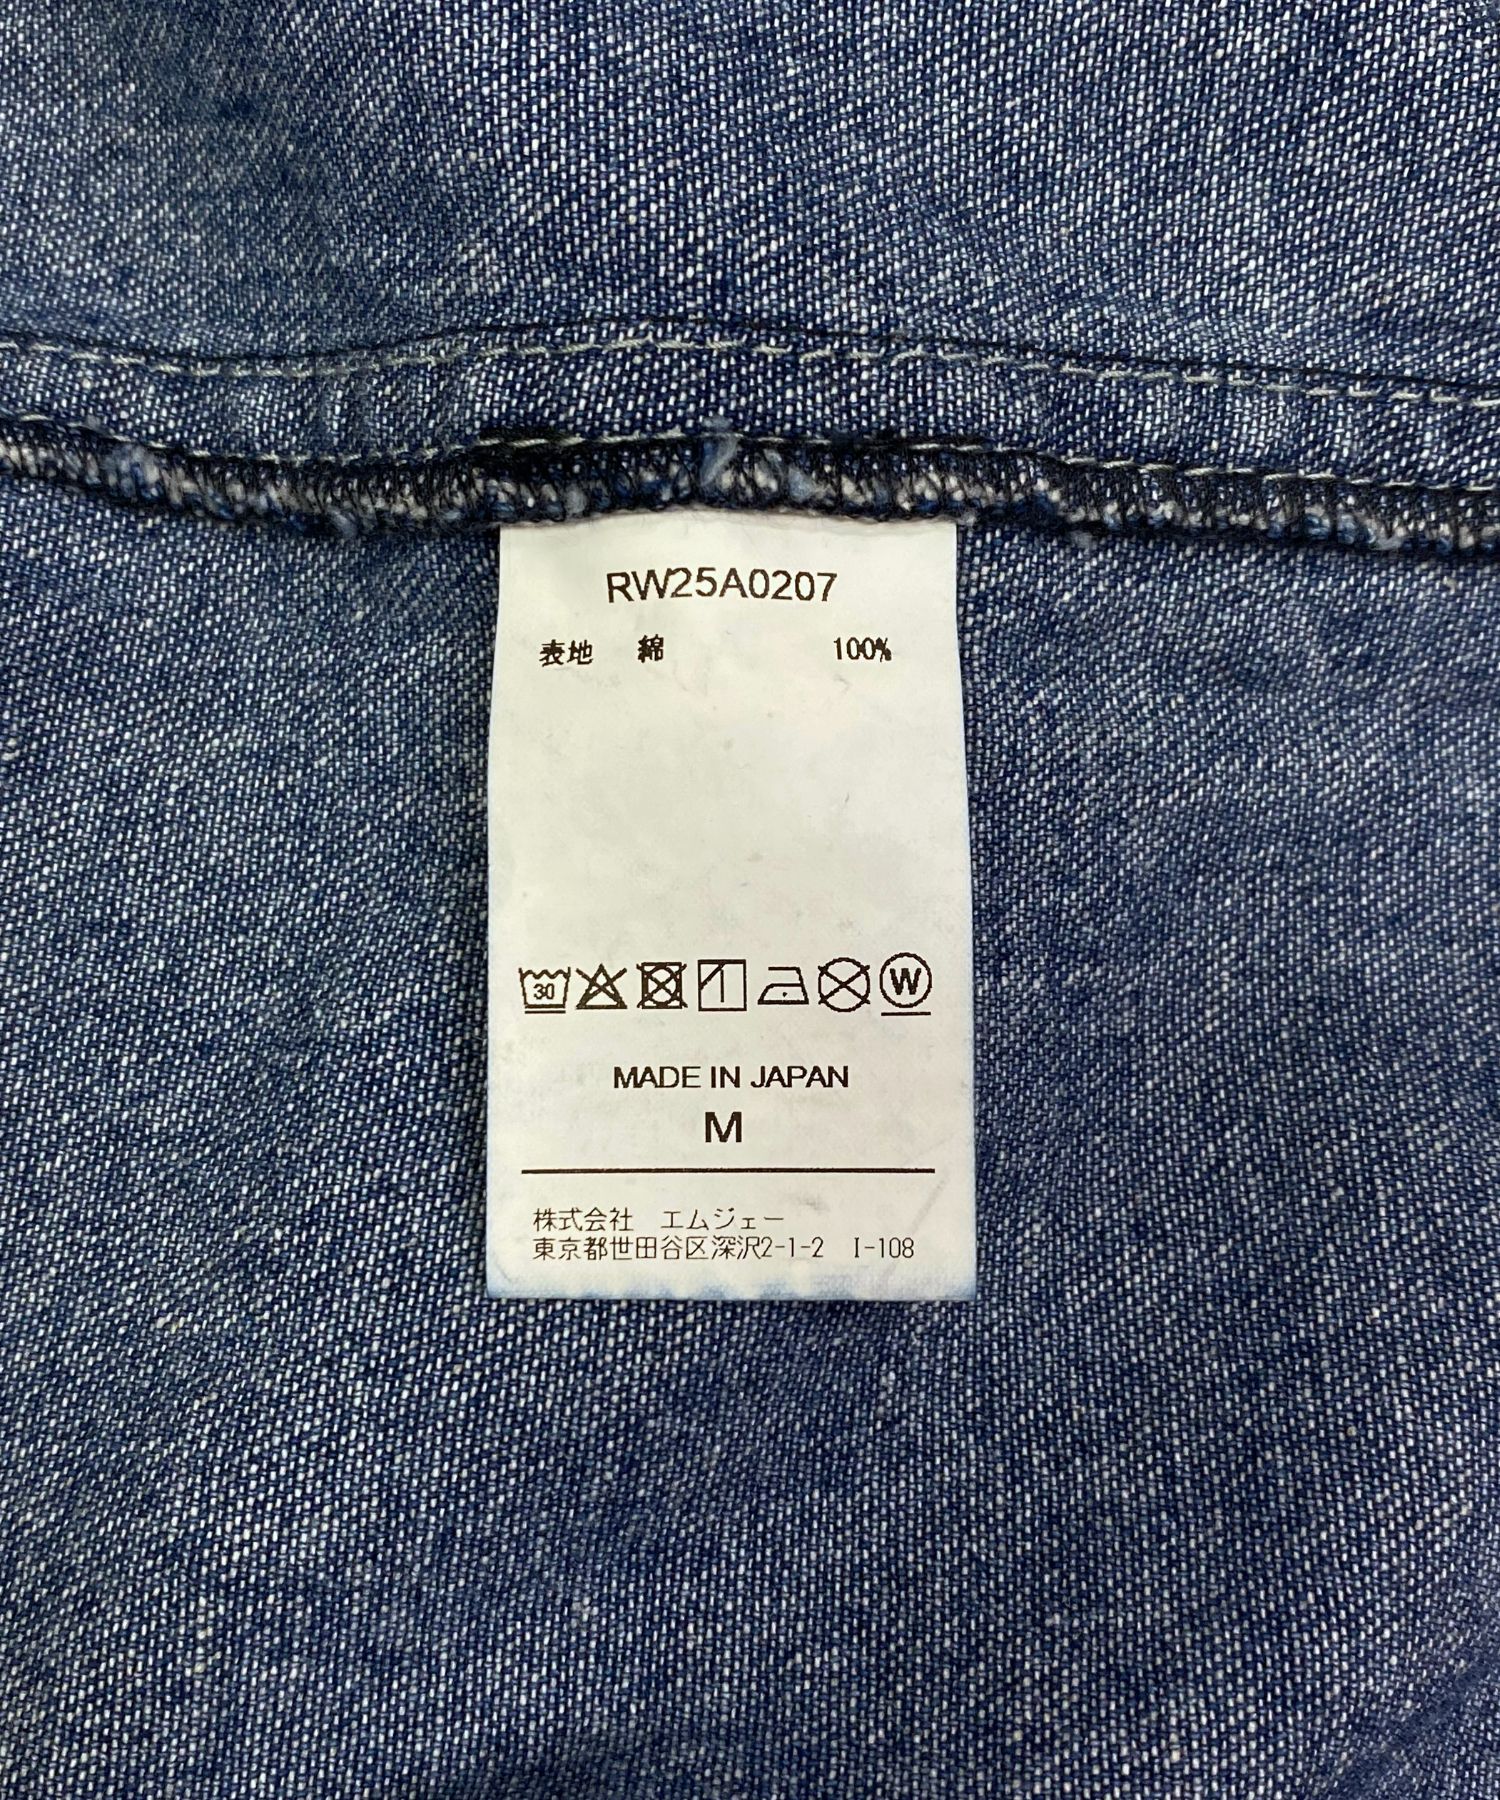 RW25A0207
表地 綿 100%
30 W
MADE IN JAPAN
M
株式会社 エムジェー
東京都世田谷区深沢2-1-2 I-108